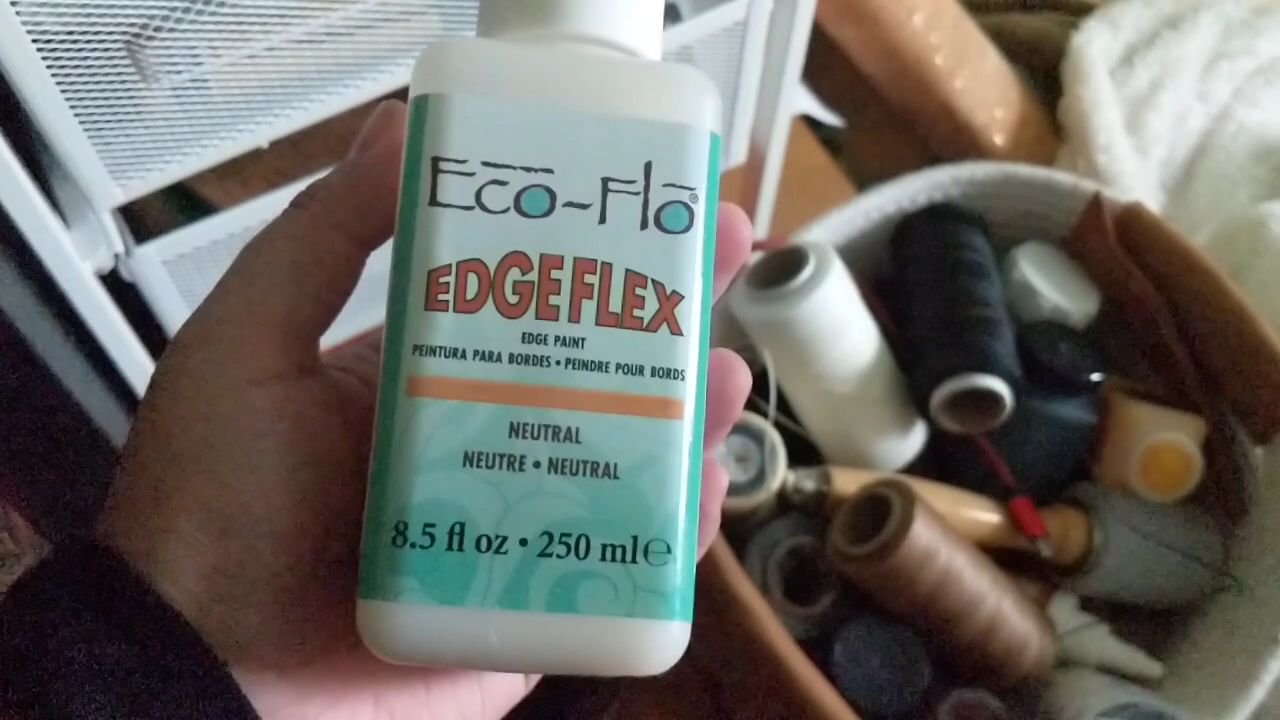 Eco-Flo®
EDGEFLEX
EDGE PAINT
PEINTURA PARA BORDES • PEINDRE POUR BORDS
NEUTRAL
NEUTRE • NEUTRAL
8.5 fl oz • 250 ml ℮